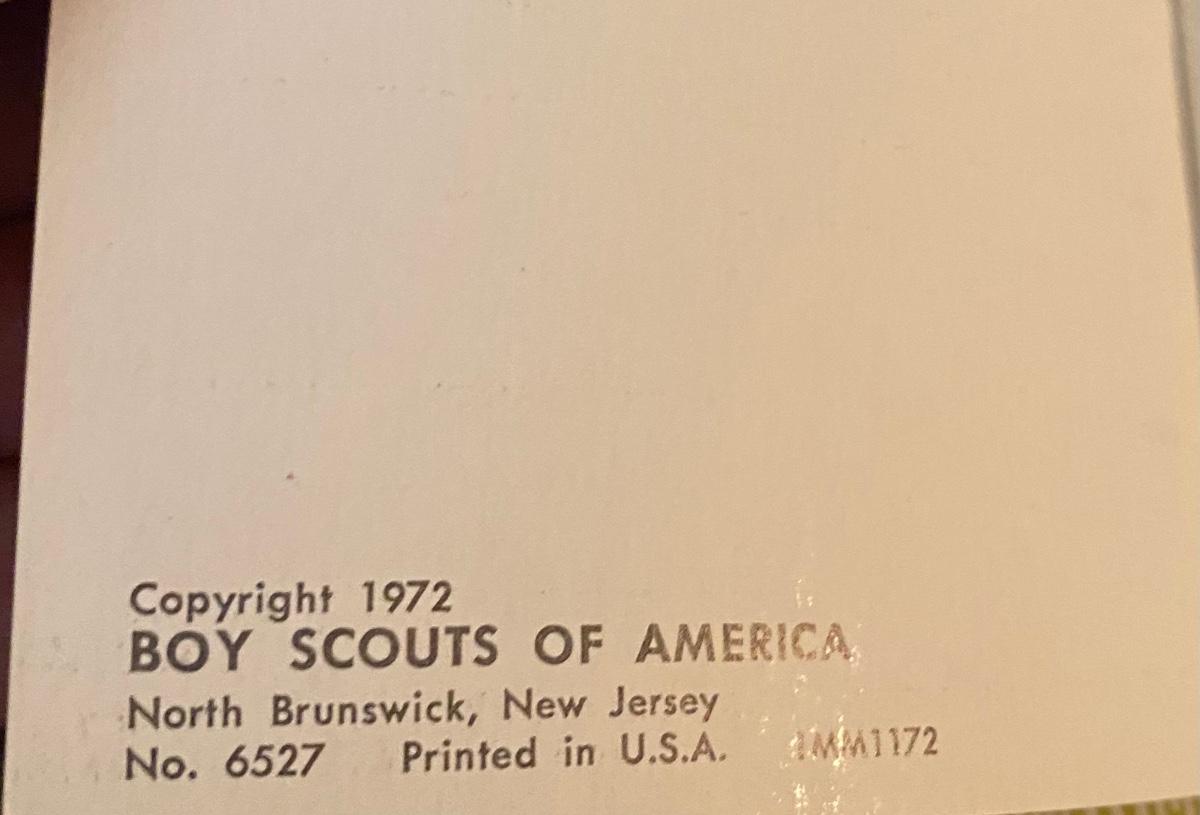 Copyright 1972
BOY SCOUTS OF AMERICA
North Brunswick, New Jersey
No. 6527 Printed in U.S.A. 1MM1172